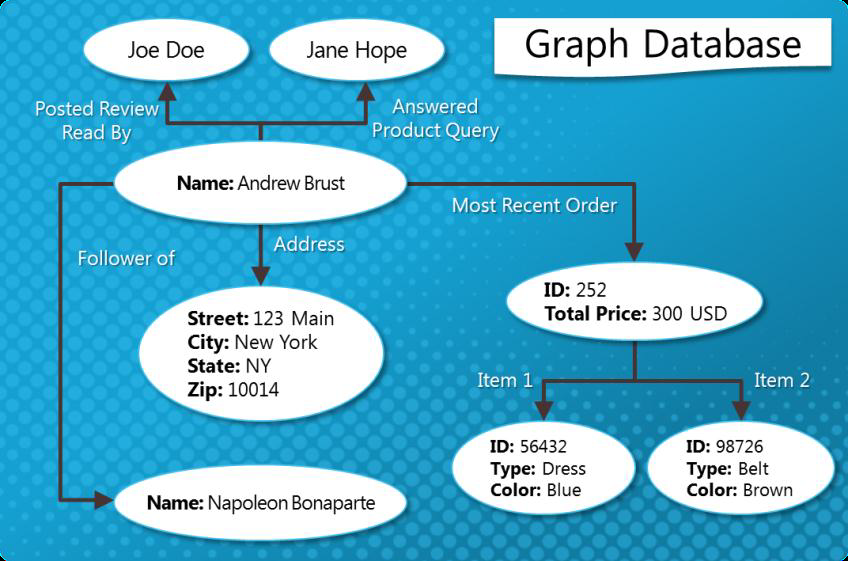 Graph Database
Joe Doe
Jane Hope
Posted Review
Read By
Answered
Product Query
Name: Andrew Brust
Most Recent Order
Follower of
Address
ID: 252
Total Price: 300 USD
Street: 123 Main
City: New York
State: NY
Zip: 10014
Item 1
Item 2
ID: 56432
Type: Dress
Color: Blue
ID: 98726
Type: Belt
Color: Brown
Name: Napoleon Bonaparte